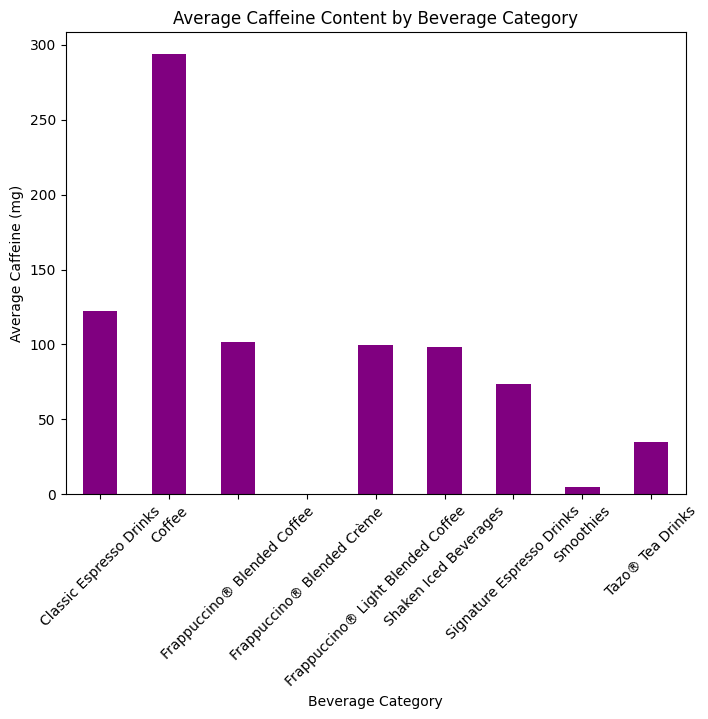 Average Caffeine Content by Beverage Category
Average Caffeine (mg)
300
250
200
150
100
50
0
Classic Espresso Drinks
Coffee
Frappuccino® Blended Coffee
Frappuccino® Blended Crème
Frappuccino® Light Blended Coffee
Shaken Iced Beverages
Signature Espresso Drinks
Smoothies
Tazo® Tea Drinks
Beverage Category